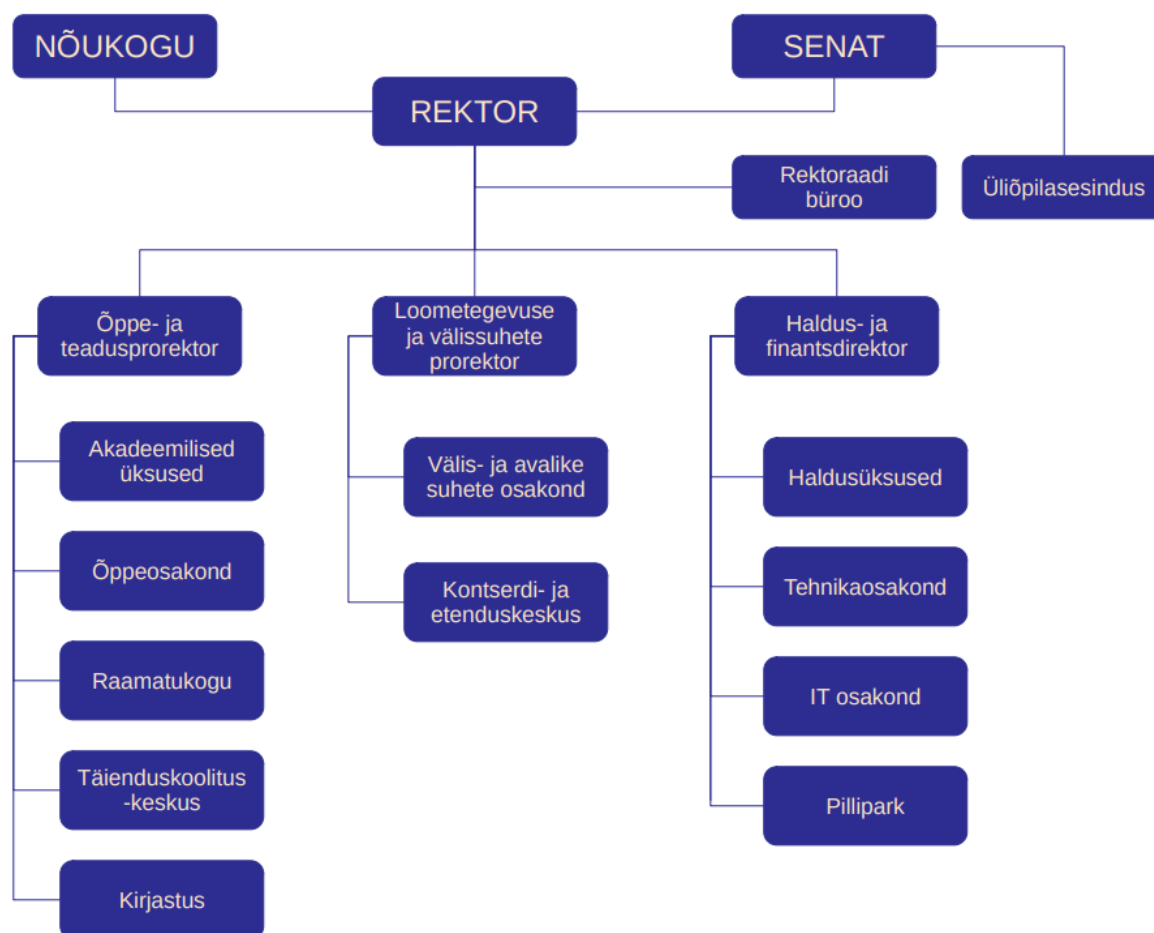 NÕUKOGU
SENAT
REKTOR
Rektoraadi
büroo
Üliõpilasesindus
Õppe- ja
teadusprorektor
Loometegevuse
ja välissuhete
prorektor
Haldus- ja
finantsdirektor
Akadeemilised
üksused
Õppeosakond
Raamatukogu
Täienduskoolitus
-keskus
Kirjastus
Välis- ja avalike
suhete osakond
Kontserdi- ja
etenduskeskus
Haldusüksused
Tehnikaosakond
IT osakond
Pillipark